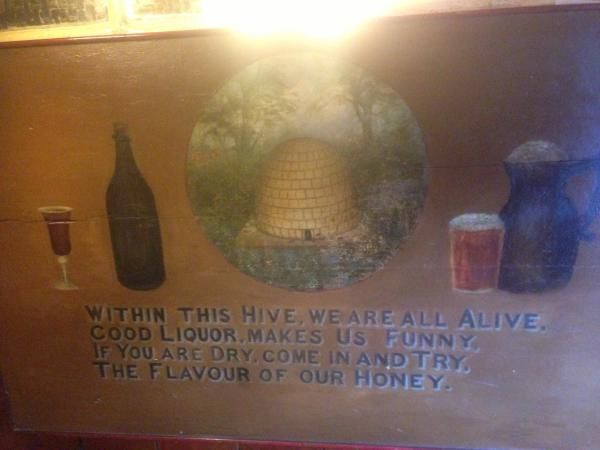 WITHIN THIS HIVE, WE ARE ALL ALIVE,
GOOD LIQUOR, MAKES US FUNNY,
IF YOU ARE DRY, COME IN AND TRY,
THE FLAVOUR OF OUR HONEY.